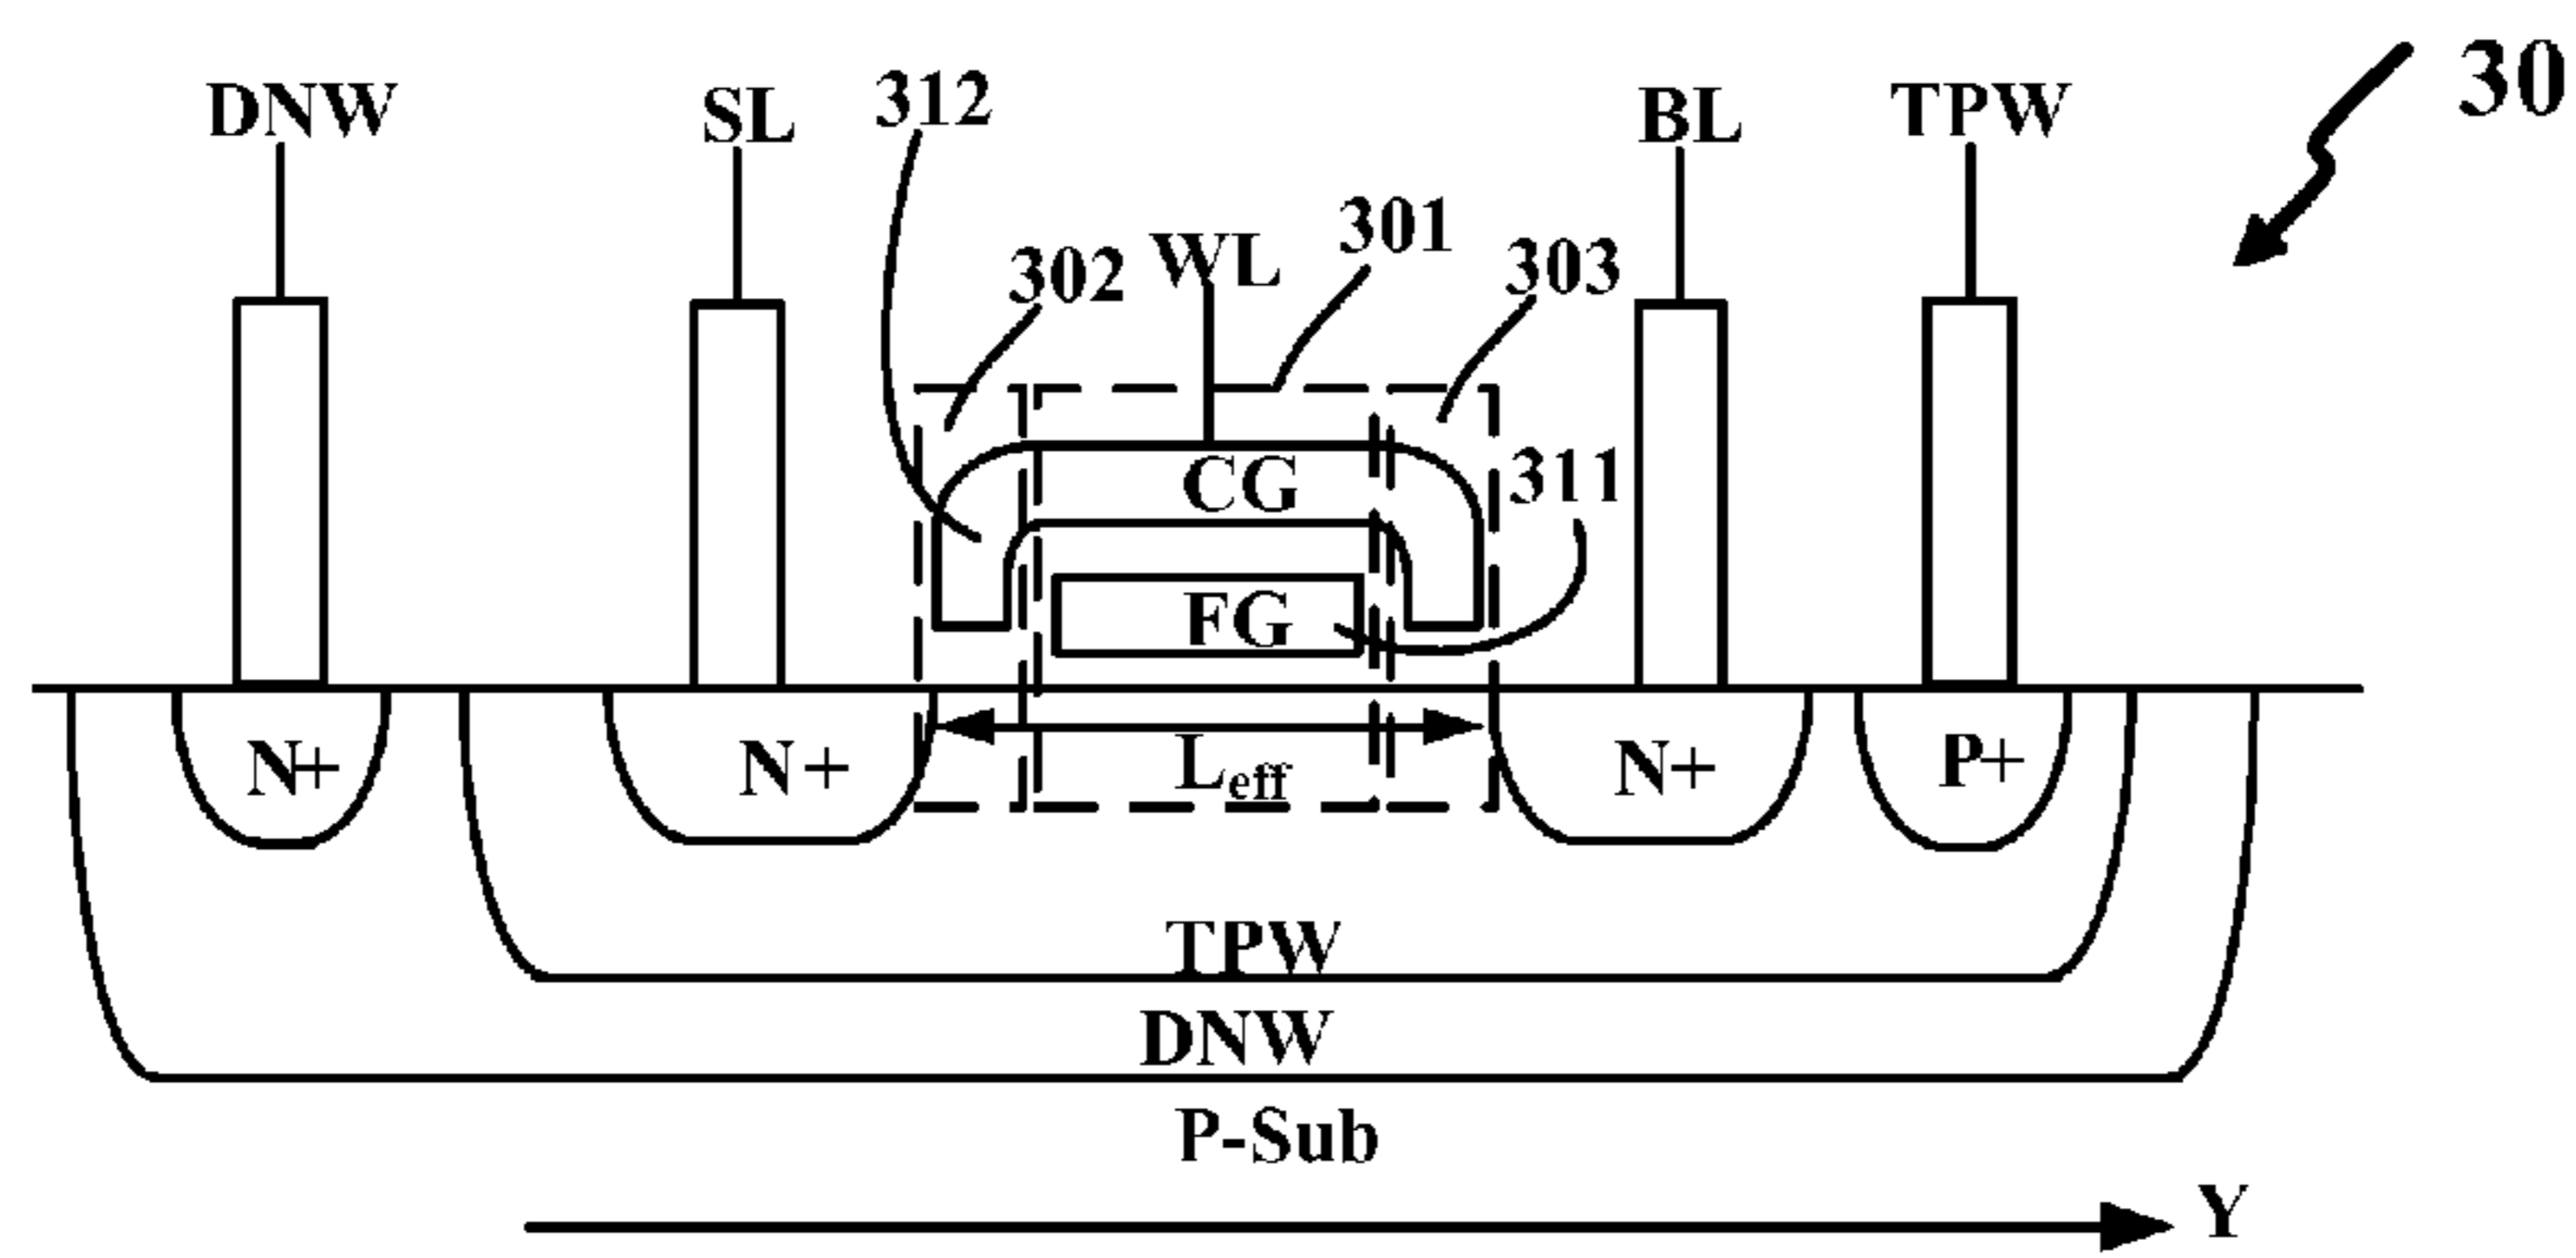 30
DNW
SL
312
BL
TPW
302
WL
301
303
CG
311
FG
N+
N+
Leff
N+
P+
TPW
DNW
P-Sub
Y